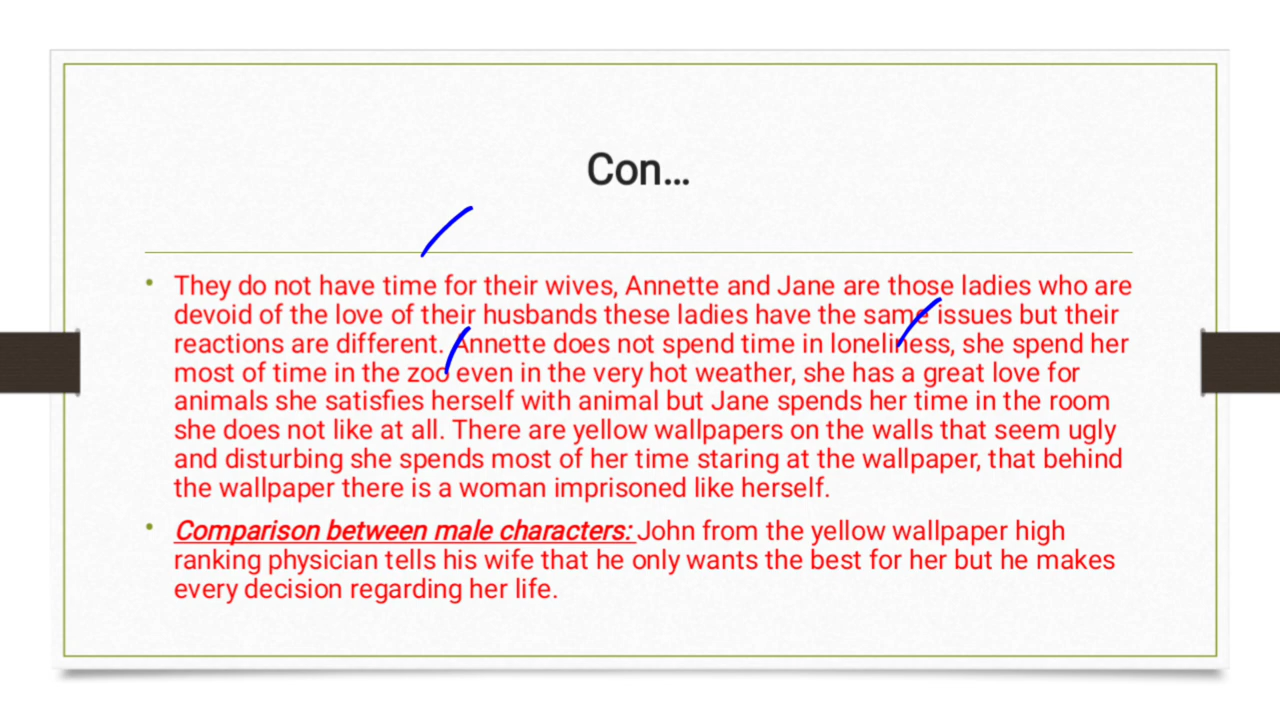 Con...
• They do not have time for their wives, Annette and Jane are those ladies who are
devoid of the love of their husbands these ladies have the same issues but their
reactions are different. Annette does not spend time in loneliness, she spend her
most of time in the zoo even in the very hot weather, she has a great love for
animals she satisfies herself with animal but Jane spends her time in the room
she does not like at all. There are yellow wallpapers on the walls that seem ugly
and disturbing she spends most of her time staring at the wallpaper, that behind
the wallpaper there is a woman imprisoned like herself.
• Comparison between male characters: John from the yellow wallpaper high
ranking physician tells his wife that he only wants the best for her but he makes
every decision regarding her life.